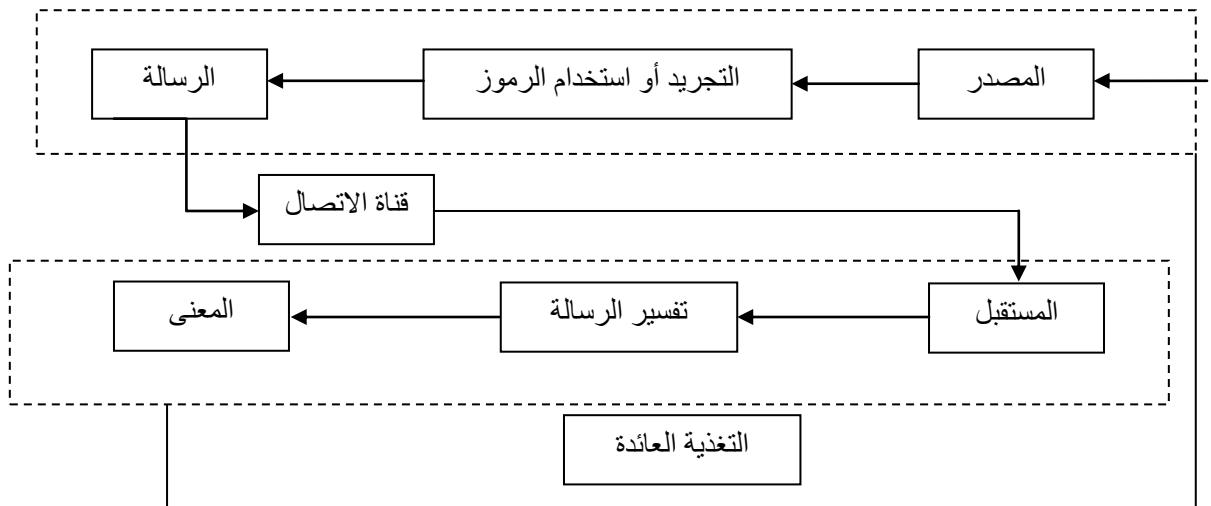 المصدر
التجريد أو استخدام الرموز
الرسالة
قناة الاتصال
المستقبل
تفسير الرسالة
المعنى
التغذية العائدة